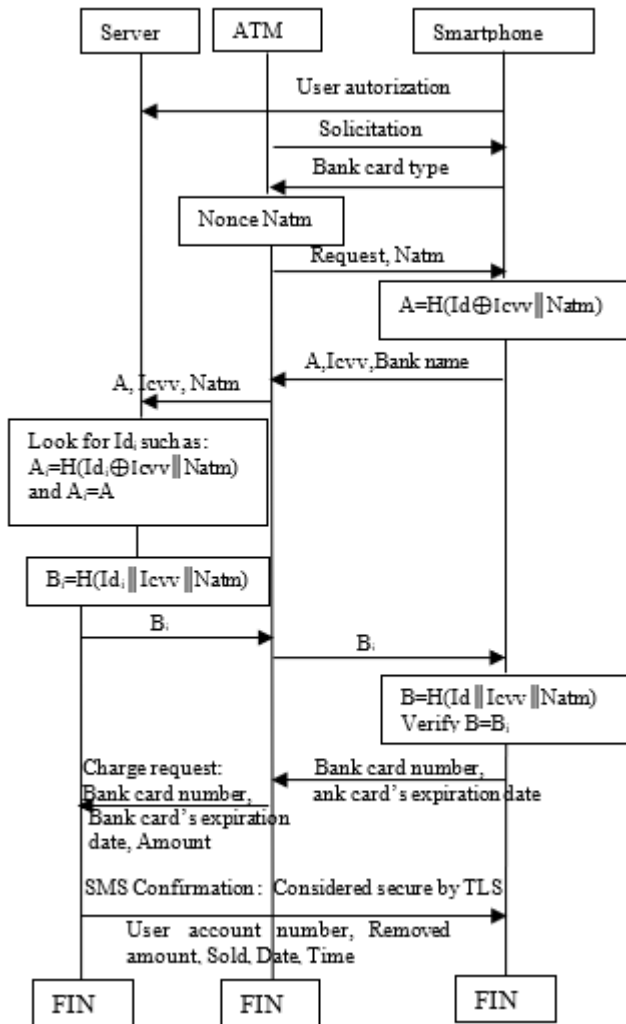 Server
ATM
Smartphone
User autorization
Solicitation
Bank card type
Nonce Natm
Request, Natm
A=H(Id⊕Icvv║Natm)
A,Icvv,Bank name
A, Icvv, Natm
Look for Idᵢ such as:
Aᵢ=H(Idᵢ⊕Icvv║Natm)
and Aᵢ=A
Bᵢ=H(Idᵢ║Icvv║Natm)
Bᵢ
Bᵢ
B=H(Id║Icvv║Natm)
Verify B=Bᵢ
Bank card number,
ank card’s expiration date
Charge request:
Bank card number,
Bank card’s expiration
date, Amount
SMS Confirmation: Considered secure by TLS
User account number, Removed
amount, Sold, Date, Time
FIN
FIN
FIN